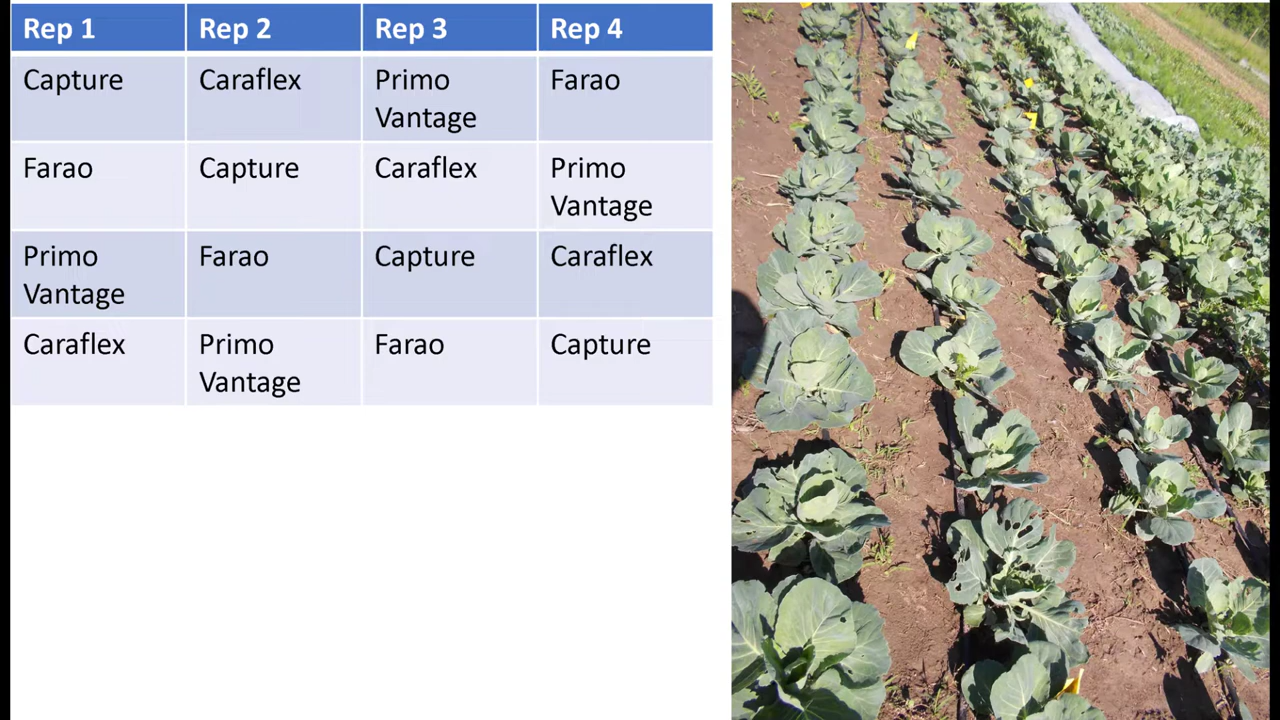 Rep 1 Rep 2 Rep 3 Rep 4
Capture Caraflex Primo Vantage Farao
Farao Capture Caraflex Primo Vantage
Primo Vantage Farao Capture Caraflex
Caraflex Primo Vantage Farao Capture